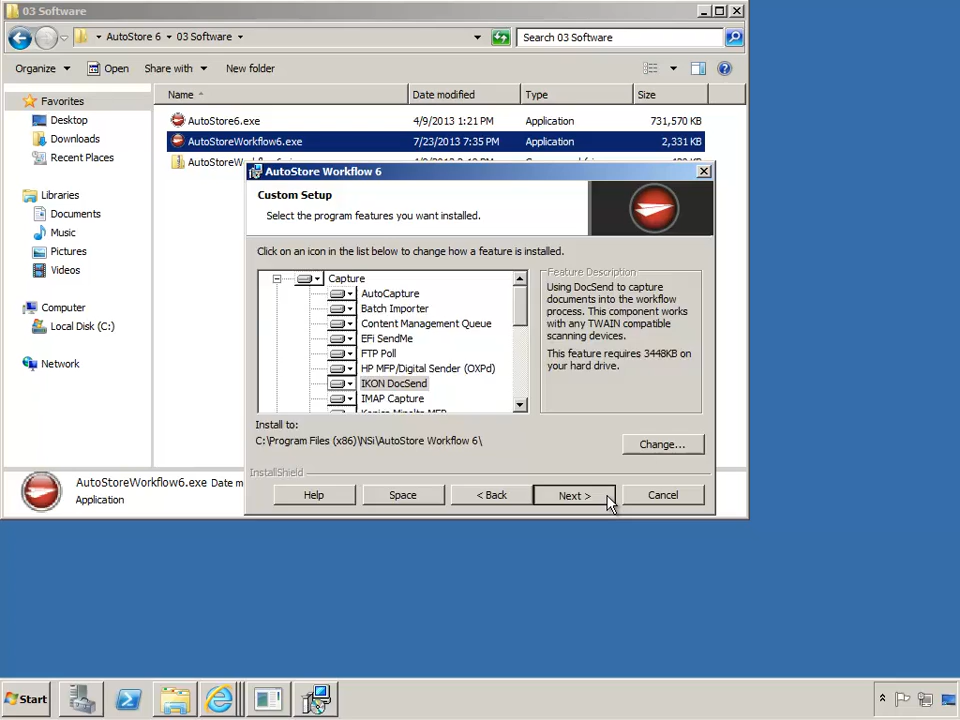 03 Software
AutoStore 6
03 Software
Search 03 Software
Organize
Open
Share with
New folder
Favorites
Desktop
Downloads
Recent Places
Libraries
Documents
Music
Pictures
Videos
Computer
Local Disk (C:)
Network
Name
Date modified
Type
Size
AutoStore6.exe
4/9/2013 1:21 PM
Application
731,570 KB
AutoStoreWorkflow6.exe
7/23/2013 7:35 PM
Application
2,331 KB
AutoStore Workflow 6
Custom Setup
Select the program features you want installed.
Click on an icon in the list below to change how a feature is installed.
Capture
AutoCapture
Batch Importer
Content Management Queue
EFi SendMe
FTP Poll
HP MFP/Digital Sender (OXPd)
IKON DocSend
IMAP Capture
Feature Description
Using DocSend to capture
documents into the workflow
process. This component works
with any TWAIN compatible
scanning devices.
This feature requires 3448KB on
your hard drive.
Install to:
C:\Program Files (x86)\NSi\AutoStore Workflow 6\
Change...
InstallShield
Help
Space
< Back
Next >
Cancel
AutoStoreWorkflow6.exe Date m
Application
Start